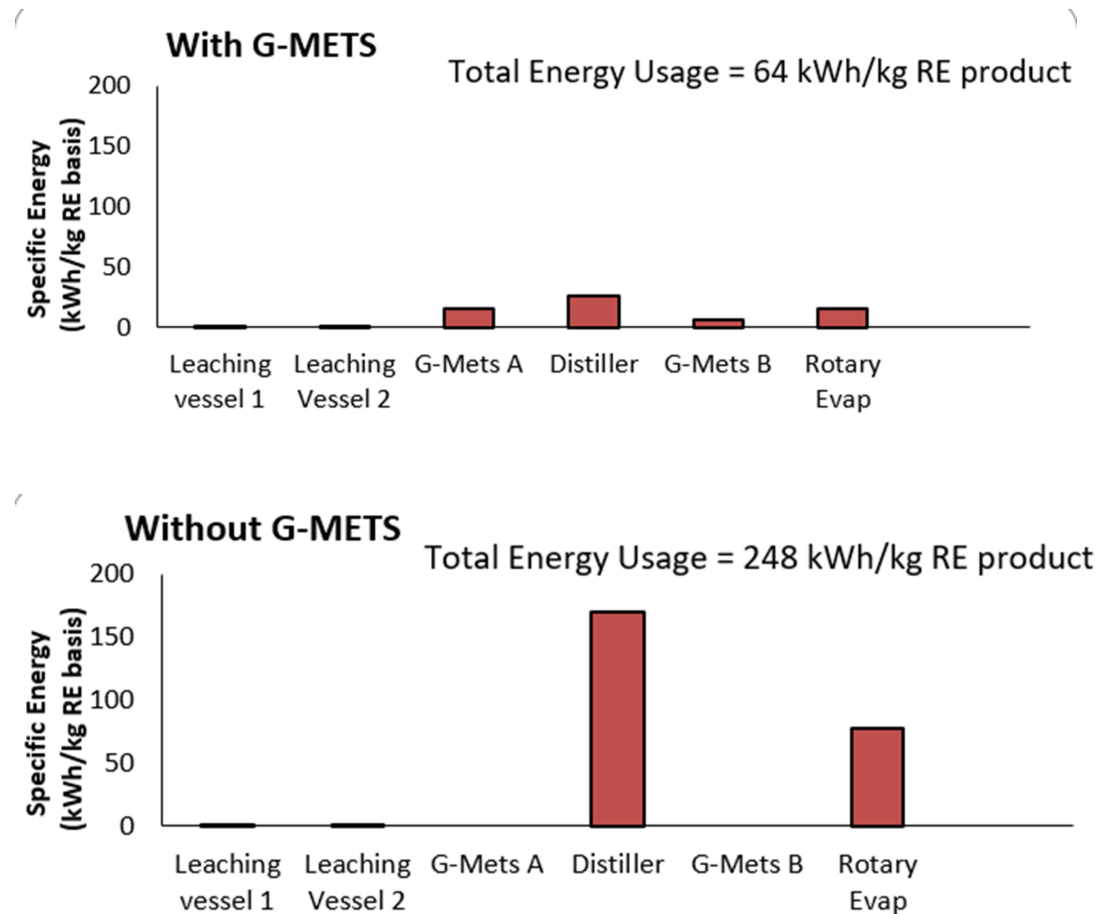 With G-METS
Total Energy Usage = 64 kWh/kg RE product
Specific Energy
(kWh/kg RE basis)
200
150
100
50
0
Leaching vessel 1
Leaching Vessel 2
G-Mets A
Distiller
G-Mets B
Rotary Evap
Without G-METS
Total Energy Usage = 248 kWh/kg RE product
Specific Energy
(kWh/kg RE basis)
200
150
100
50
0
Leaching vessel 1
Leaching Vessel 2
G-Mets A
Distiller
G-Mets B
Rotary Evap